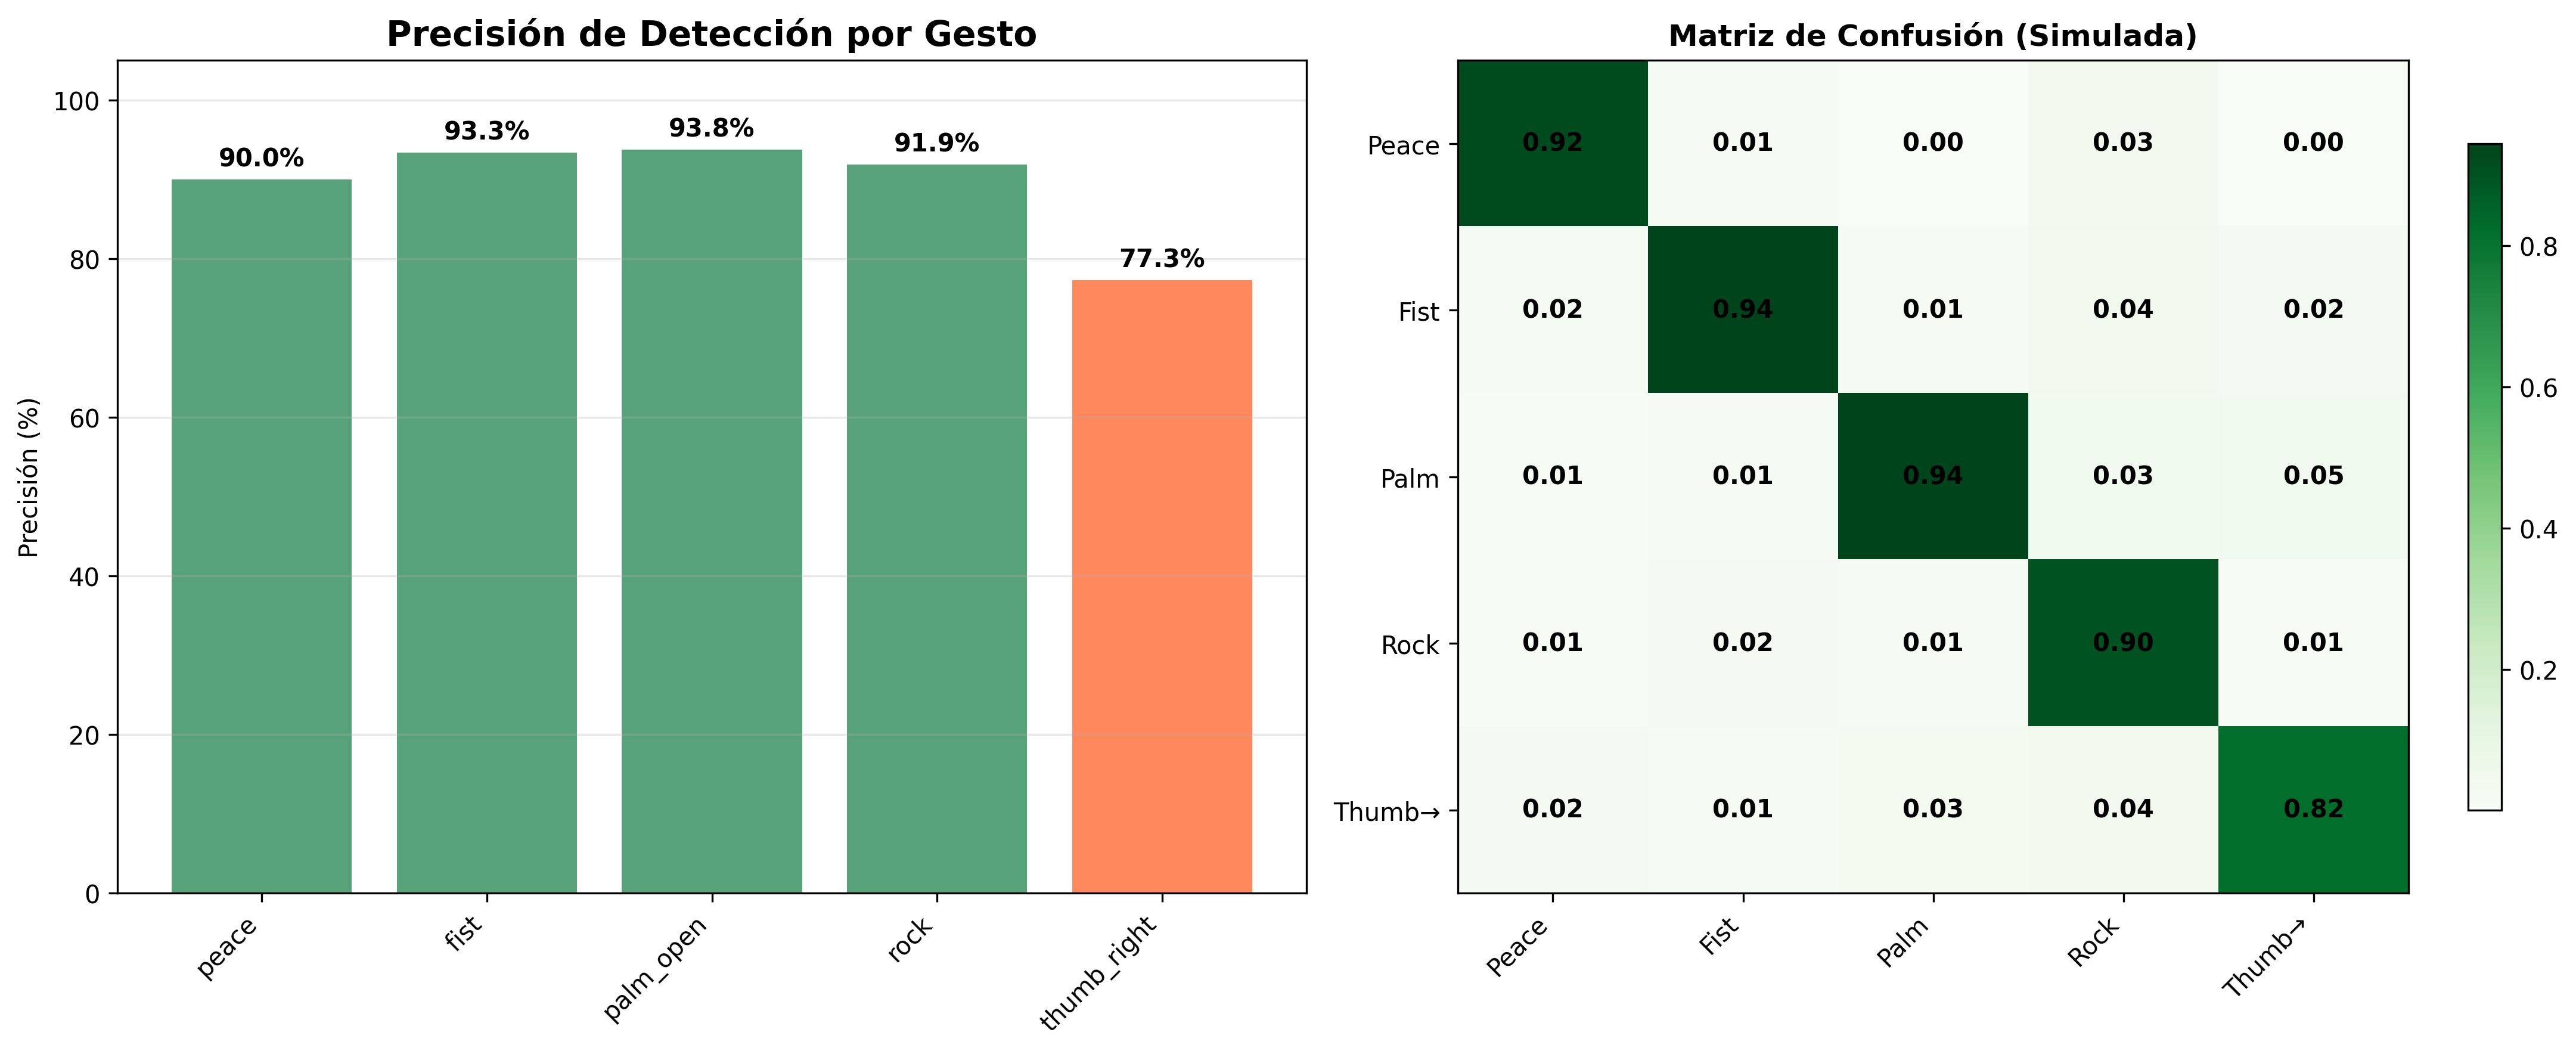 Precisión de Detección por Gesto
Precisión (%)
100
80
60
40
20
0
90.0%
93.3%
93.8%
91.9%
77.3%
peace
fist
palm_open
rock
thumb_right
Matriz de Confusión (Simulada)
Peace 0.92 0.01 0.00 0.03 0.00
Fist 0.02 0.94 0.01 0.04 0.02
Palm 0.01 0.01 0.94 0.03 0.05
Rock 0.01 0.02 0.01 0.90 0.01
Thumb→ 0.02 0.01 0.03 0.04 0.82
Peace
Fist
Palm
Rock
Thumb→
0.8
0.6
0.4
0.2